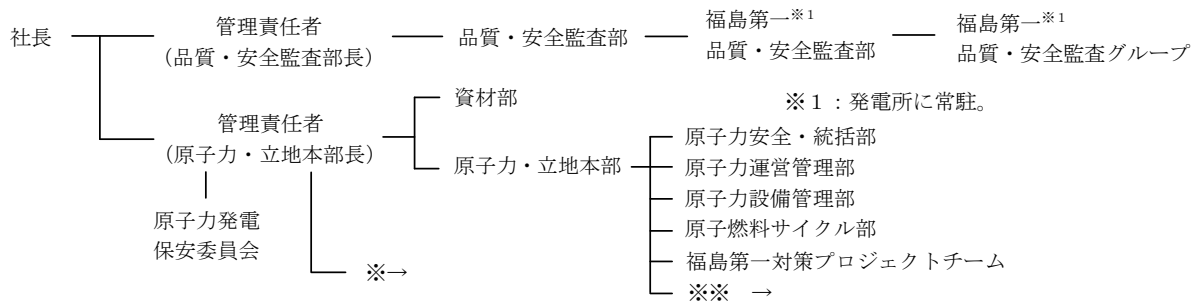 社長
管理責任者
（品質・安全監査部長）
品質・安全監査部
福島第一※1
品質・安全監査部
福島第一※1
品質・安全監査グループ
※１：発電所に常駐。
管理責任者
（原子力・立地本部長）
資材部
原子力・立地本部
原子力安全・統括部
原子力運営管理部
原子力設備管理部
原子燃料サイクル部
福島第一対策プロジェクトチーム
※※　→
原子力発電
保安委員会
※→